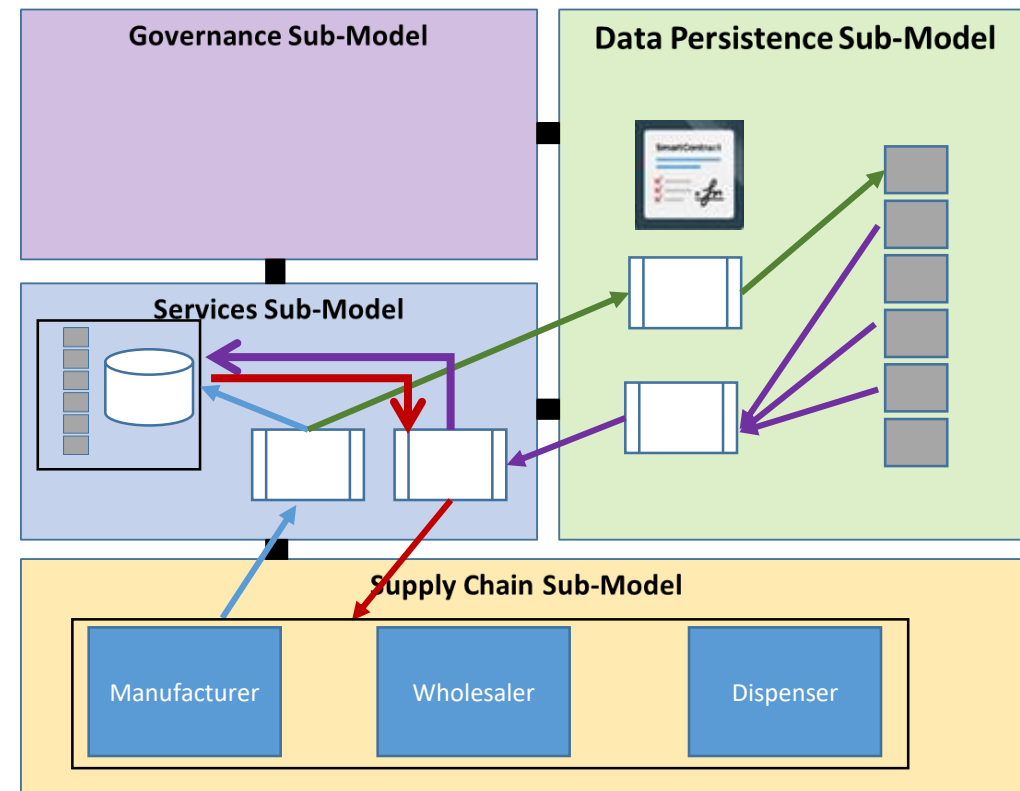 Governance Sub-Model
Data Persistence Sub-Model
SmartContract
Services Sub-Model
Supply Chain Sub-Model
Manufacturer
Wholesaler
Dispenser